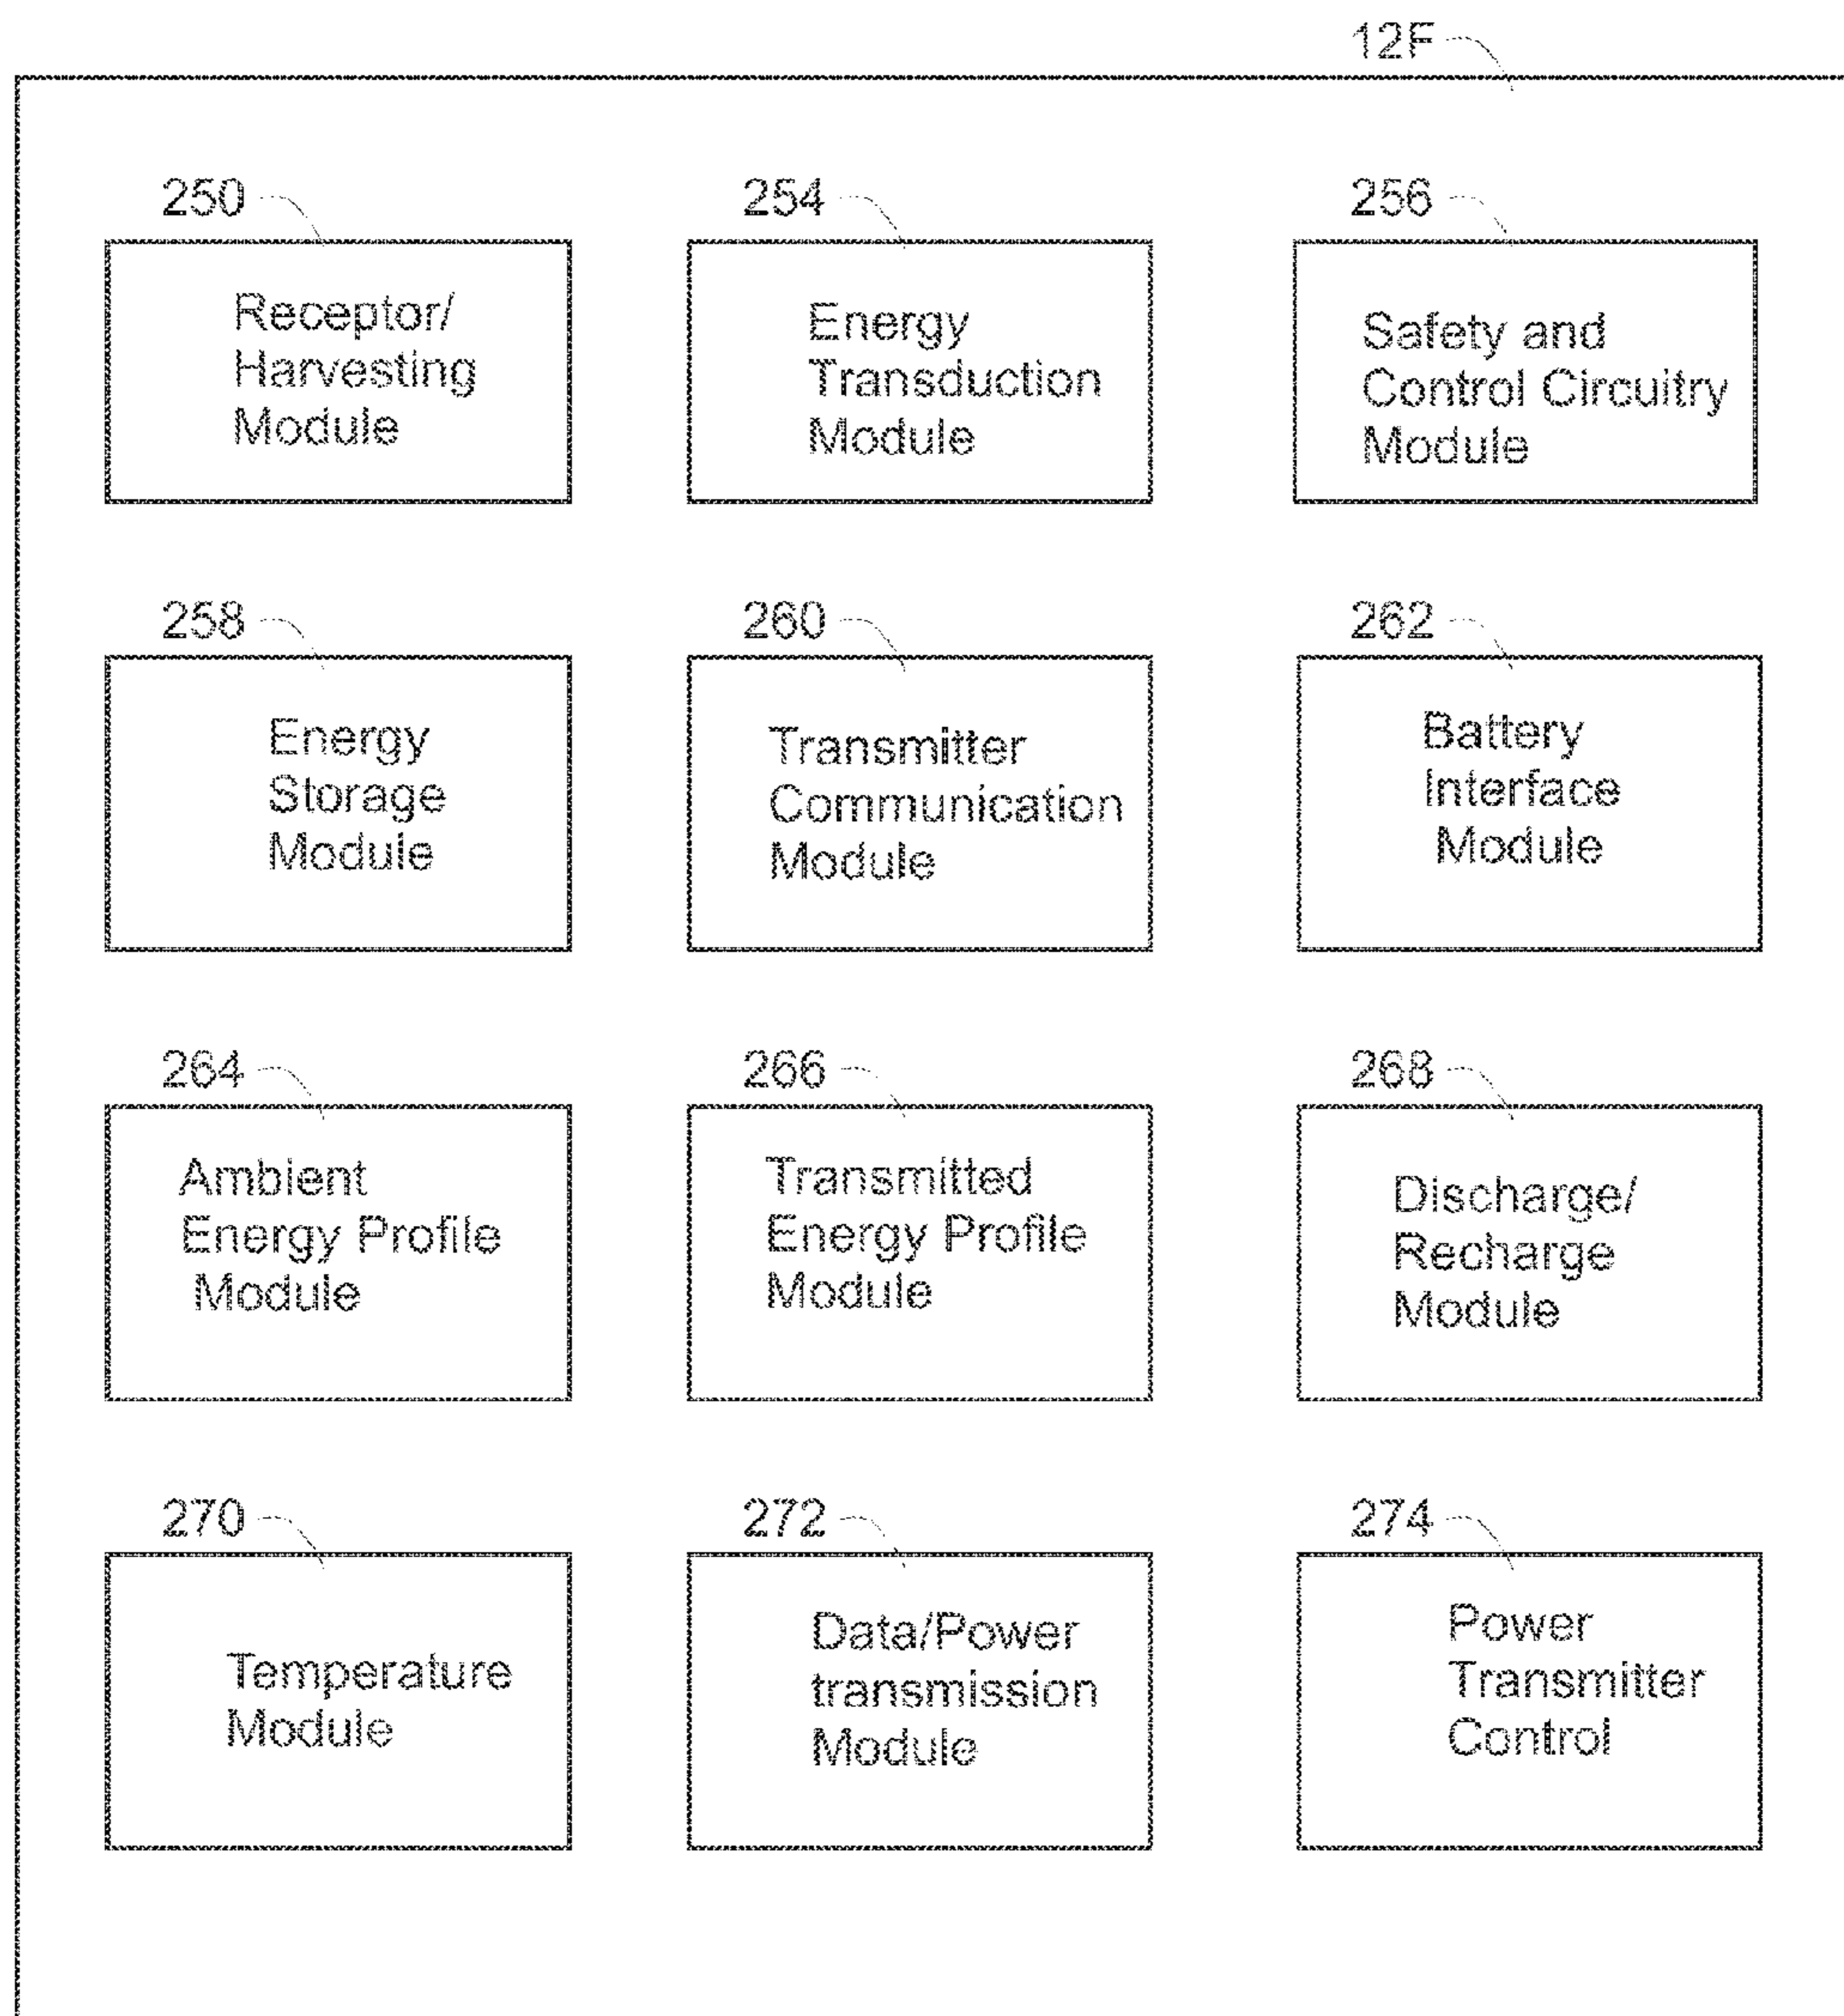 12F
250
Receptor/
Harvesting
Module
254
Energy
Transduction
Module
256
Safety and
Control Circuitry
Module
258
Energy
Storage
Module
260
Transmitter
Communication
Module
262
Battery
Interface
Module
264
Ambient
Energy Profile
Module
266
Transmitted
Energy Profile
Module
268
Discharge/
Recharge
Module
270
Temperature
Module
272
Data/Power
transmission
Module
274
Power
Transmitter
Control